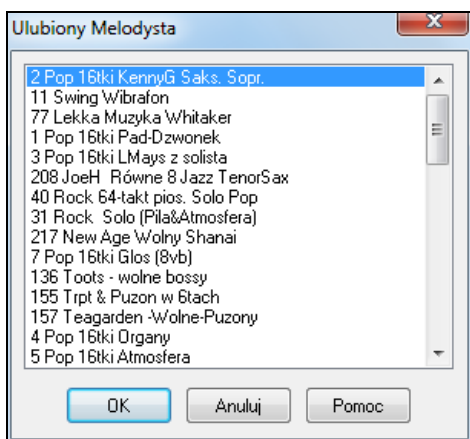 Ulubiony Melodysta
2 Pop 16tki KennyG Saks. Sopr.
11 Swing Wibrafon
77 Lekka Muzyka Whitaker
1 Pop 16tki Pad-Dzwonek
3 Pop 16tki LMays z solista
208 JoeH Równe 8 Jazz TenorSax
40 Rock 64-takt pios. Solo Pop
31 Rock Solo (Pila&Atmosfera)
217 New Age Wolny Shanai
7 Pop 16tki Glos (8vb)
136 Toots - wolne bossy
155 Trpt & Puzon w 6tach
157 Teagarden -Wolne-Puzony
4 Pop 16tki Organy
5 Pop 16tki Atmosfera
OK Anuluj Pomoc